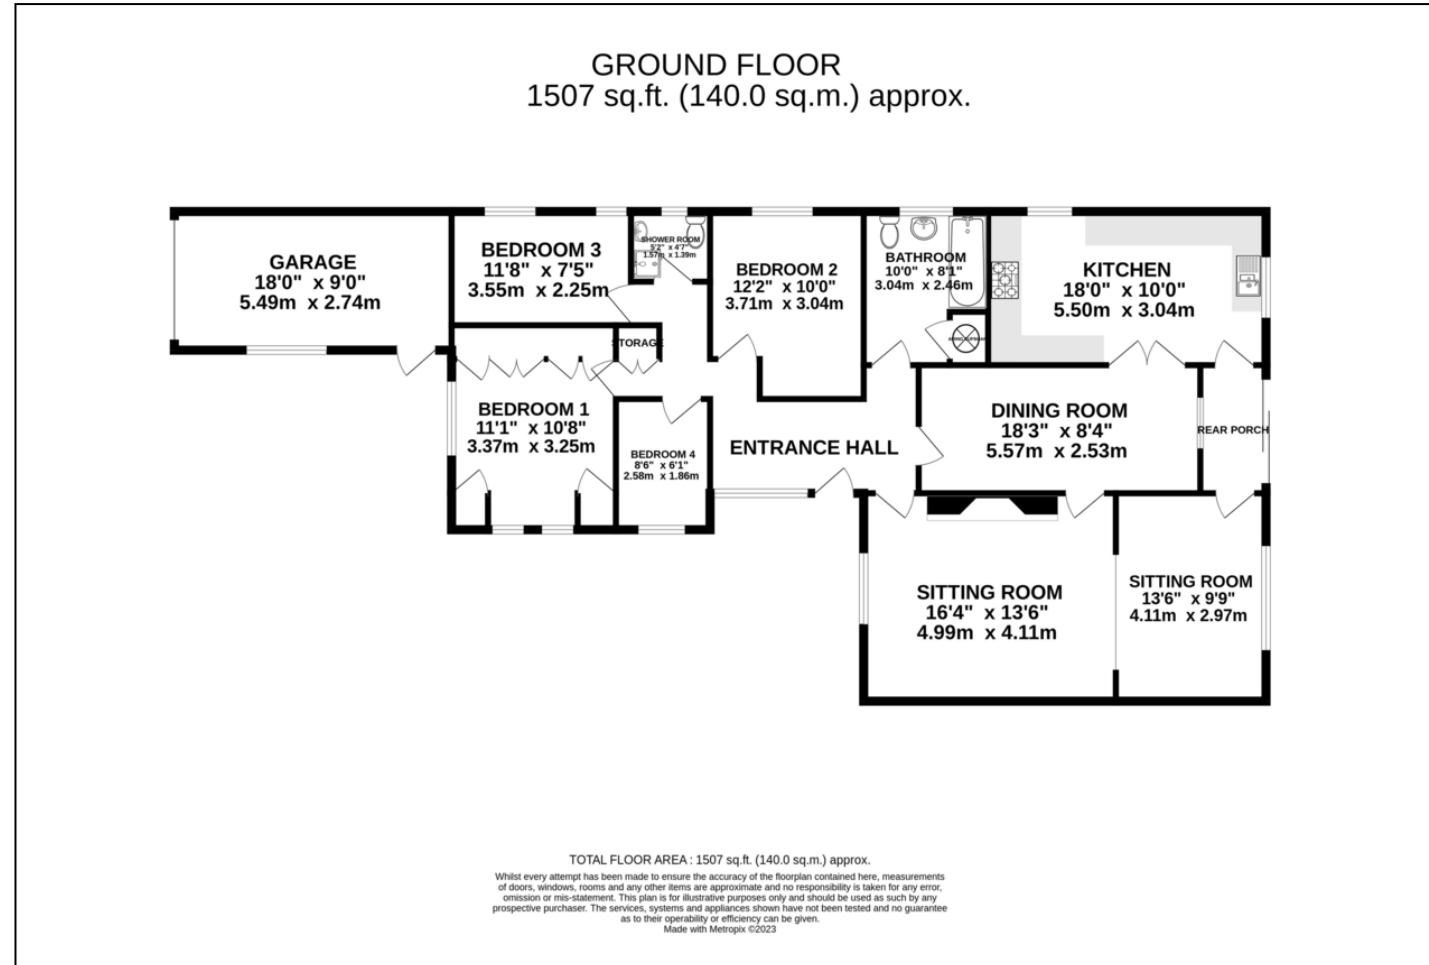 GROUND FLOOR
1507 sq.ft. (140.0 sq.m.) approx.
GARAGE
18'0" x 9'0"
5.49m x 2.74m
BEDROOM 3
11'8" x 7'5"
3.55m x 2.25m
SHOWER ROOM
5'2" x 4'7"
1.57m x 1.39m
BEDROOM 2
12'2" x 10'0"
3.71m x 3.04m
BATHROOM
10'0" x 8'1"
3.04m x 2.46m
KITCHEN
18'0" x 10'0"
5.50m x 3.04m
STORAGE
BEDROOM 1
11'1" x 10'8"
3.37m x 3.25m
BEDROOM 4
8'6" x 6'1"
2.58m x 1.86m
ENTRANCE HALL
DINING ROOM
18'3" x 8'4"
5.57m x 2.53m
REAR PORCH
SITTING ROOM
16'4" x 13'6"
4.99m x 4.11m
SITTING ROOM
13'6" x 9'9"
4.11m x 2.97m
TOTAL FLOOR AREA : 1507 sq.ft. (140.0 sq.m.) approx.
Whilst every attempt has been made to ensure the accuracy of the floorplan contained here, measurements
of doors, windows, rooms and any other items are approximate and no responsibility is taken for any error,
omission or mis-statement. This plan is for illustrative purposes only and should be used as such by any
prospective purchaser. The services, systems and appliances shown have not been tested and no guarantee
as to their operability or efficiency can be given.
Made with Metropix ©2023